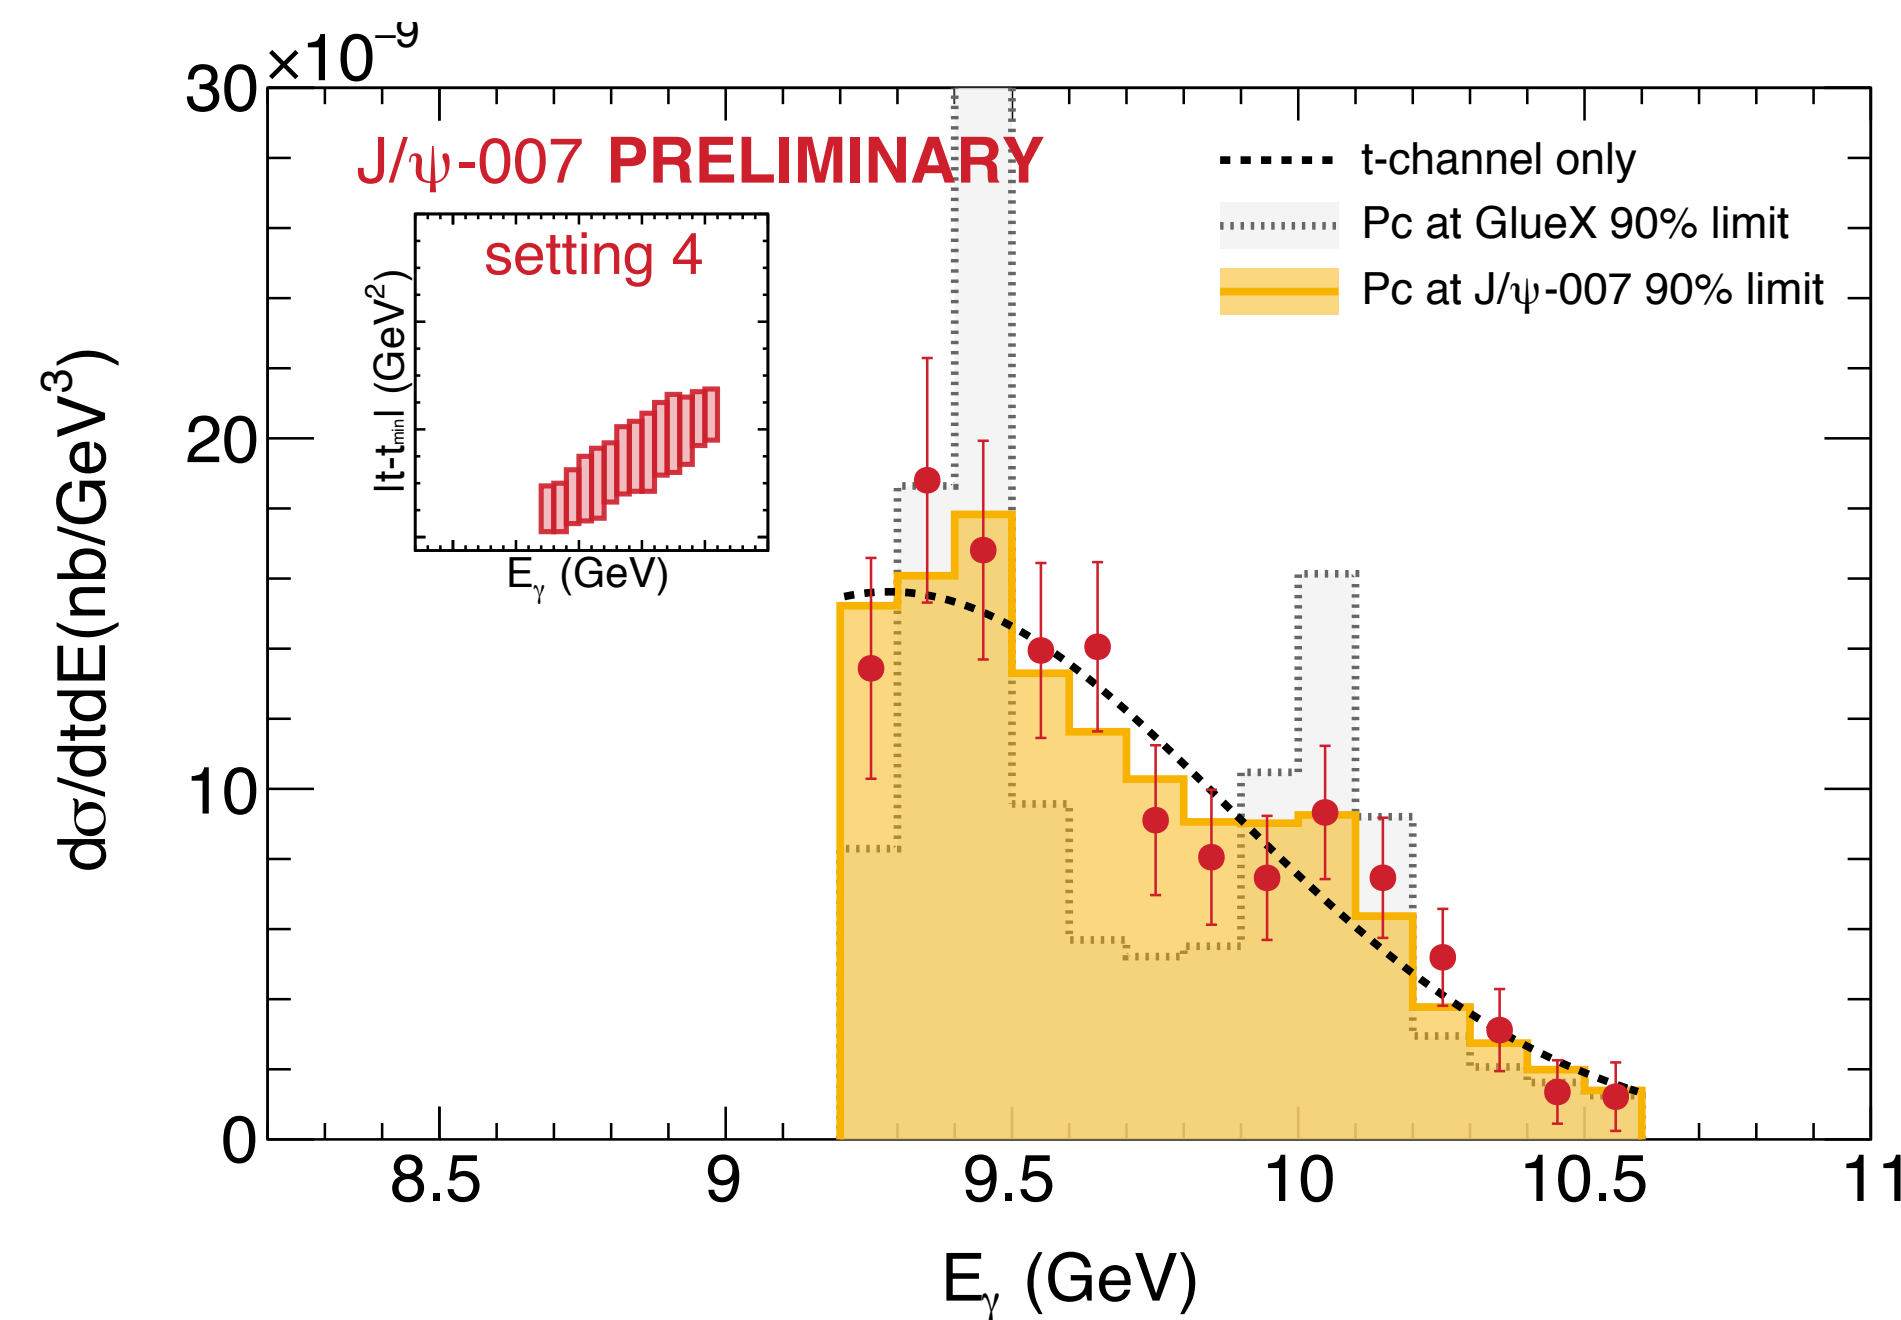 ×10⁻⁹
30
20
10
0
dσ/dtdE(nb/GeV³)
J/ψ-007 PRELIMINARY
setting 4
|t-tₘᵢₙ| (GeV²)
Eᵧ (GeV)
t-channel only
Pc at GlueX 90% limit
Pc at J/ψ-007 90% limit
8.5 9 9.5 10 10.5 11
Eᵧ (GeV)